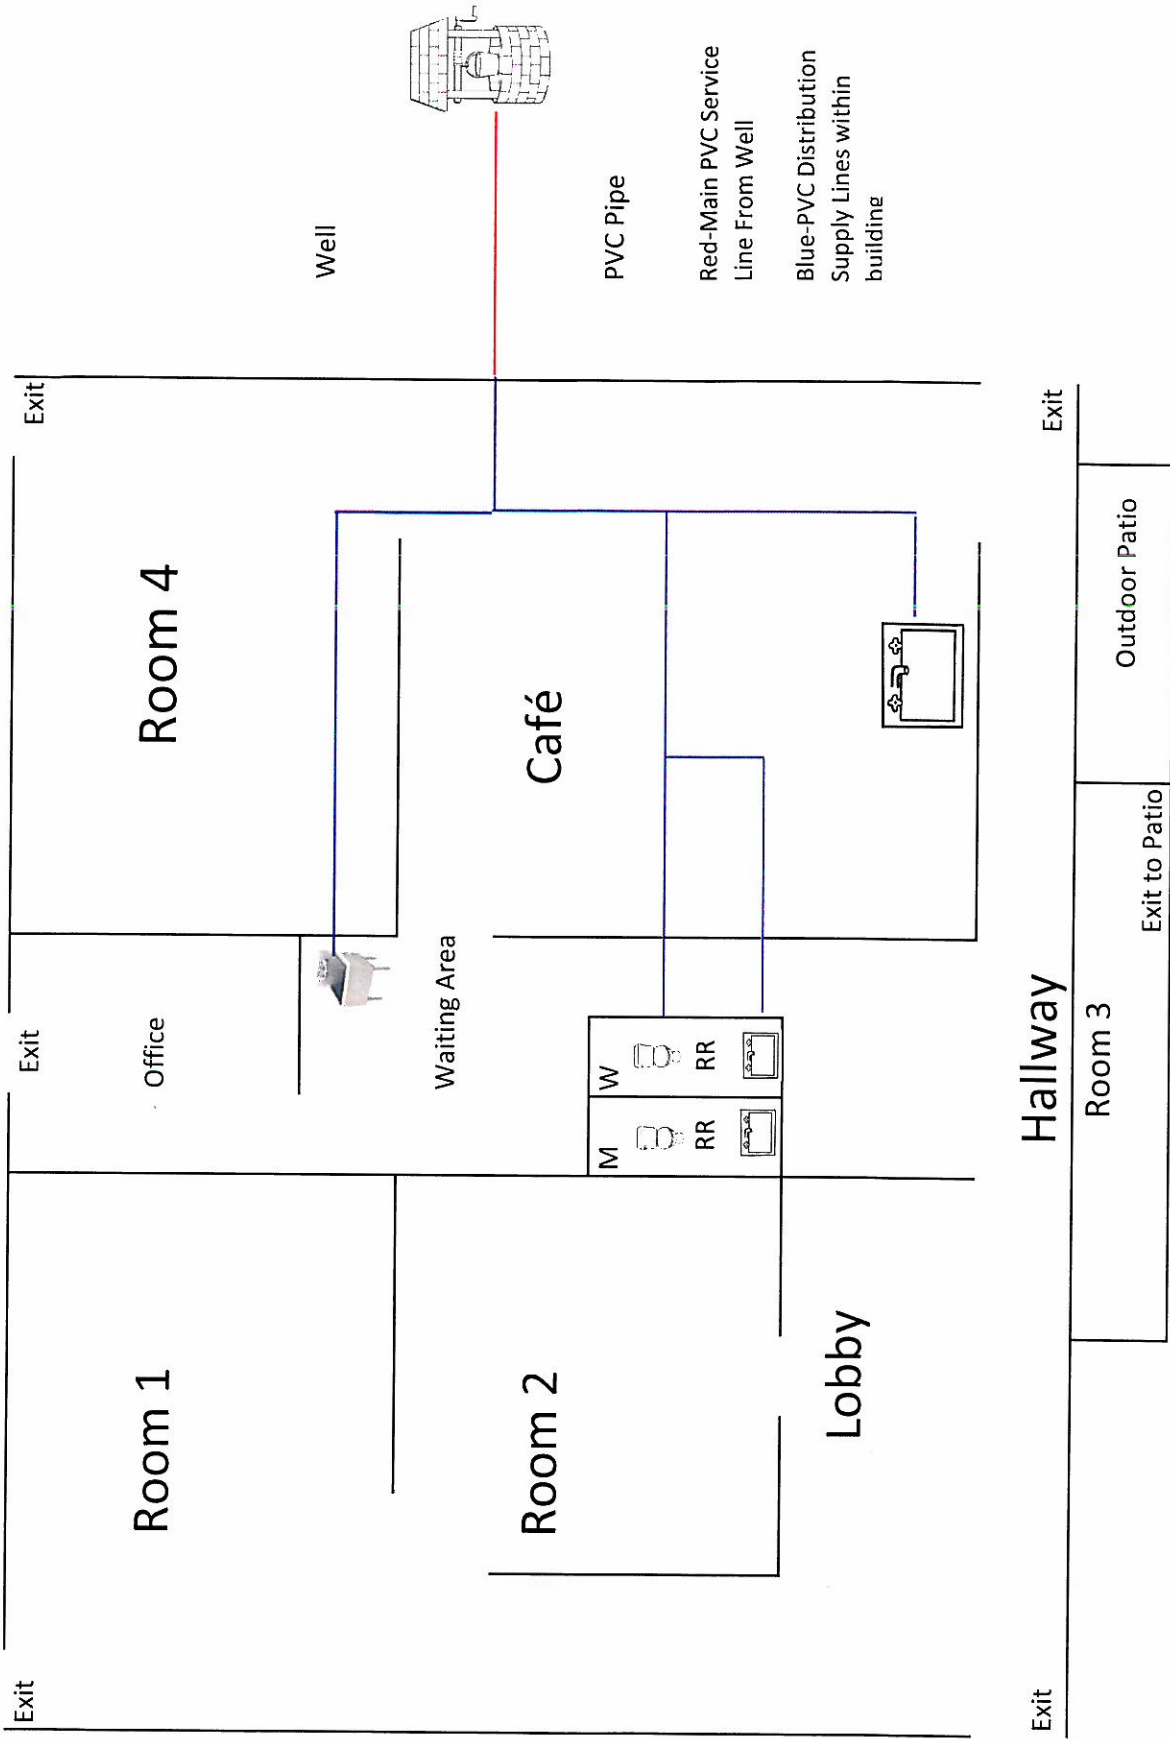 Exit
Exit
Exit
Room 1
Office
Room 4
Well
Room 2
Waiting Area
Café
PVC Pipe
M
W
RR
RR
Red-Main PVC Service
Line From Well
Lobby
Blue-PVC Distribution
Supply Lines within
building
Exit
Hallway
Exit
Room 3
Exit to Patio
Outdoor Patio